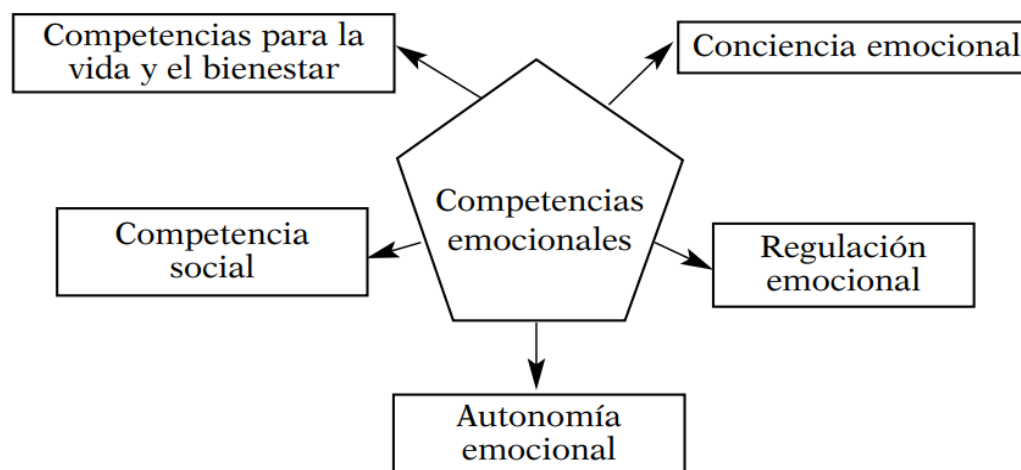 Competencias para la
vida y el bienestar
Conciencia emocional
Competencias
emocionales
Competencia
social
Regulación
emocional
Autonomía
emocional